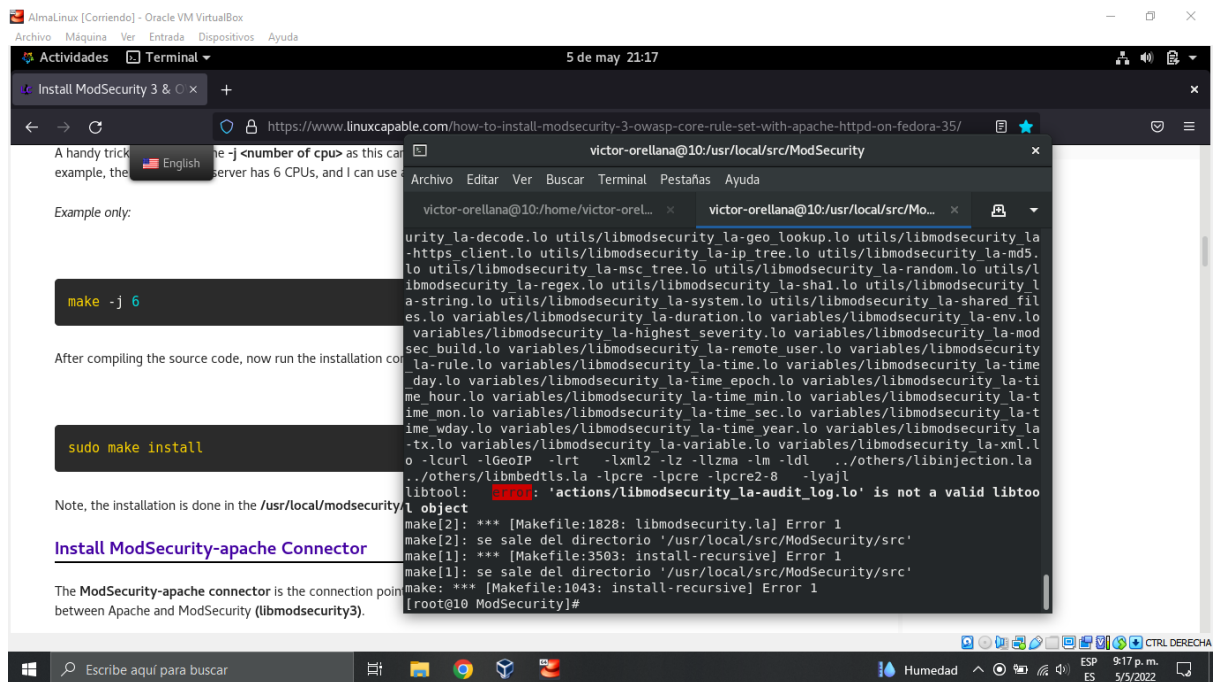 AlmaLinux [Corriendo] - Oracle VM VirtualBox
Archivo Máquina Ver Entrada Dispositivos Ayuda
Actividades Terminal 5 de may 21:17
Install ModSecurity 3 & O
https://www.linuxcapable.com/how-to-install-modsecurity-3-owasp-core-rule-set-with-apache-httpd-on-fedora-35/
A handy trick
e -j <number of cpu> as this car
English
example, the
server has 6 CPUs, and I can use
Example only:
make -j 6
After compiling the source code, now run the installation cor
sudo make install
Note, the installation is done in the /usr/local/modsecurity/
Install ModSecurity-apache Connector
The ModSecurity-apache connector is the connection point
between Apache and ModSecurity (libmodsecurity3).
victor-orellana@10:/usr/local/src/ModSecurity
Archivo Editar Ver Buscar Terminal Pestañas Ayuda
victor-orellana@10:/home/victor-orel... victor-orellana@10:/usr/local/src/Mo...
urity_la-decode.lo utils/libmodsecurity_la-geo_lookup.lo utils/libmodsecurity_la
-https_client.lo utils/libmodsecurity_la-ip_tree.lo utils/libmodsecurity_la-md5.
lo utils/libmodsecurity_la-msc_tree.lo utils/libmodsecurity_la-random.lo utils/l
ibmodsecurity_la-regex.lo utils/libmodsecurity_la-sha1.lo utils/libmodsecurity_l
a-string.lo utils/libmodsecurity_la-system.lo utils/libmodsecurity_la-shared_fil
es.lo variables/libmodsecurity_la-duration.lo variables/libmodsecurity_la-env.lo
variables/libmodsecurity_la-highest_severity.lo variables/libmodsecurity_la-mod
sec_build.lo variables/libmodsecurity_la-remote_user.lo variables/libmodsecurity
_la-rule.lo variables/libmodsecurity_la-time.lo variables/libmodsecurity_la-time
_day.lo variables/libmodsecurity_la-time_epoch.lo variables/libmodsecurity_la-ti
me_hour.lo variables/libmodsecurity_la-time_min.lo variables/libmodsecurity_la-t
ime_mon.lo variables/libmodsecurity_la-time_sec.lo variables/libmodsecurity_la-t
ime_wday.lo variables/libmodsecurity_la-time_year.lo variables/libmodsecurity_la
-tx.lo variables/libmodsecurity_la-variable.lo variables/libmodsecurity_la-xml.l
o -lcurl -lGeoIP -lrt -lxml2 -lz -llzma -lm -ldl ../others/libinjection.la
../others/libmbedtls.la -lpcre -lpcre -lpcre2-8 -lyajl
libtool: error: 'actions/libmodsecurity_la-audit_log.lo' is not a valid libtoo
l object
make[2]: *** [Makefile:1828: libmodsecurity.la] Error 1
make[2]: se sale del directorio '/usr/local/src/ModSecurity/src'
make[1]: *** [Makefile:3503: install-recursive] Error 1
make[1]: se sale del directorio '/usr/local/src/ModSecurity/src'
make: *** [Makefile:1043: install-recursive] Error 1
[root@10 ModSecurity]#
CTRL DERECHA
Escribe aquí para buscar
Humedad
ESP
ES
9:17 p. m.
5/5/2022